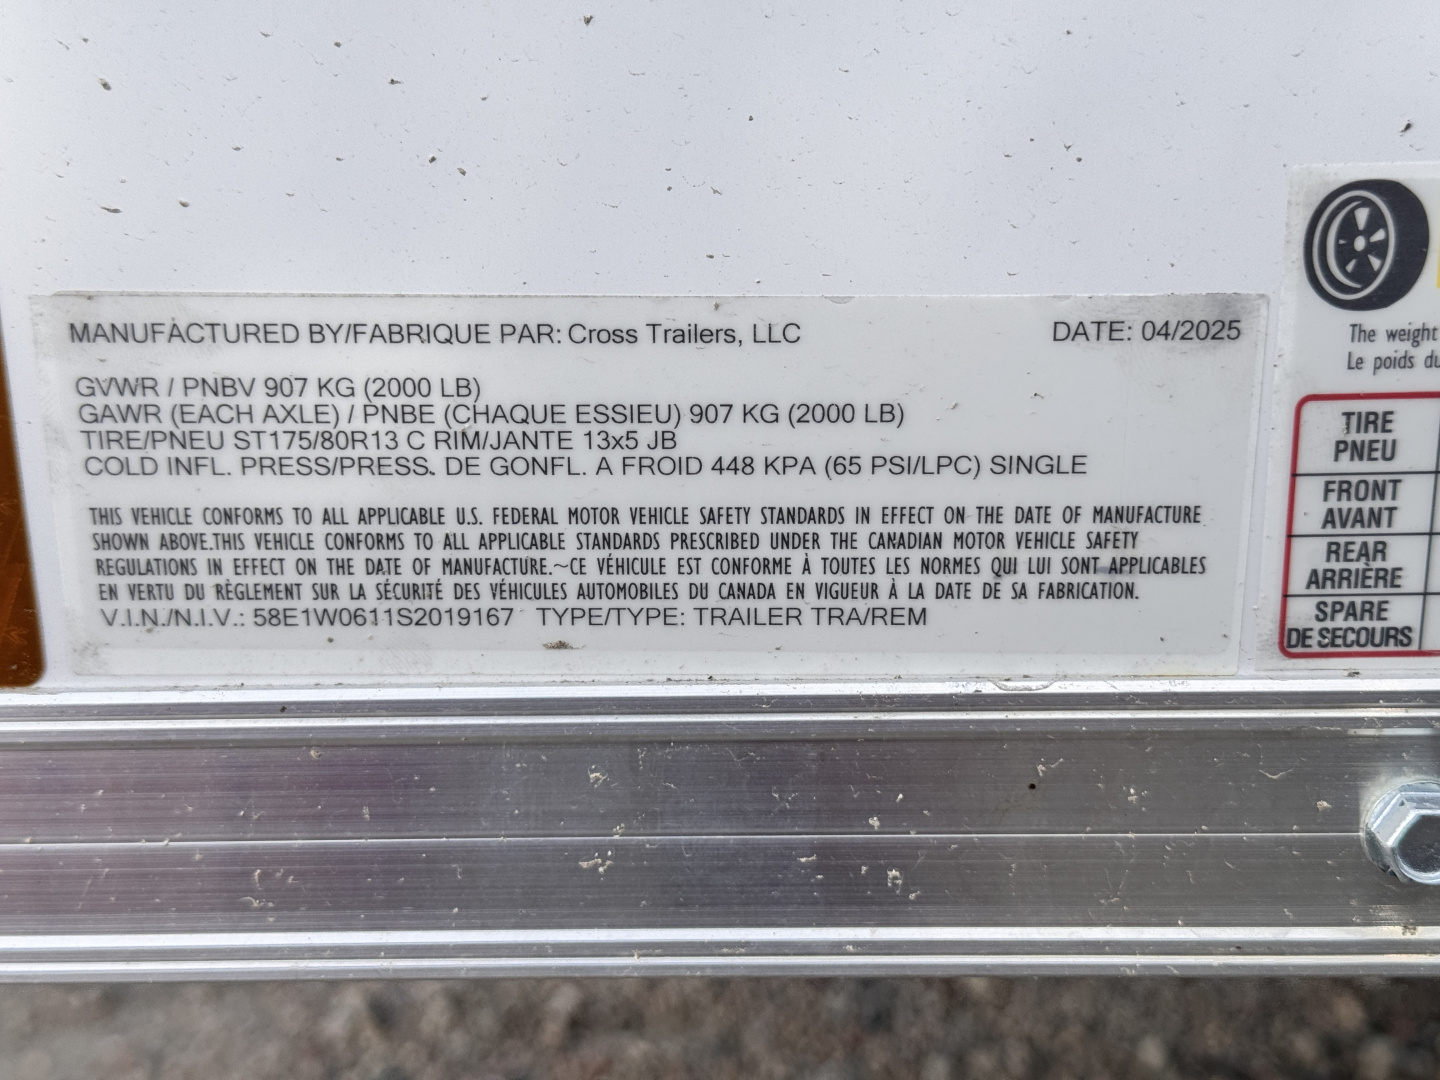 MANUFACTURED BY/FABRIQUE PAR: Cross Trailers, LLC DATE: 04/2025
GVWR / PNBV 907 KG (2000 LB)
GAWR (EACH AXLE) / PNBE (CHAQUE ESSIEU) 907 KG (2000 LB)
TIRE/PNEU ST175/80R13 C RIM/JANTE 13x5 JB
COLD INFL. PRESS/PRESS. DE GONFL. A FROID 448 KPA (65 PSI/LPC) SINGLE
THIS VEHICLE CONFORMS TO ALL APPLICABLE U.S. FEDERAL MOTOR VEHICLE SAFETY STANDARDS IN EFFECT ON THE DATE OF MANUFACTURE
SHOWN ABOVE.THIS VEHICLE CONFORMS TO ALL APPLICABLE STANDARDS PRESCRIBED UNDER THE CANADIAN MOTOR VEHICLE SAFETY
REGULATIONS IN EFFECT ON THE DATE OF MANUFACTURE.~CE VÉHICULE EST CONFORME À TOUTES LES NORMES QUI LUI SONT APPLICABLES
EN VERTU DU RÈGLEMENT SUR LA SÉCURITÉ DES VÉHICULES AUTOMOBILES DU CANADA EN VIGUEUR À LA DATE DE SA FABRICATION.
V.I.N./N.I.V.: 58E1W0611S2019167 TYPE/TYPE: TRAILER TRA/REM
The weight
Le poids du
TIRE
PNEU
FRONT
AVANT
REAR
ARRIÈRE
SPARE
DE SECOURS